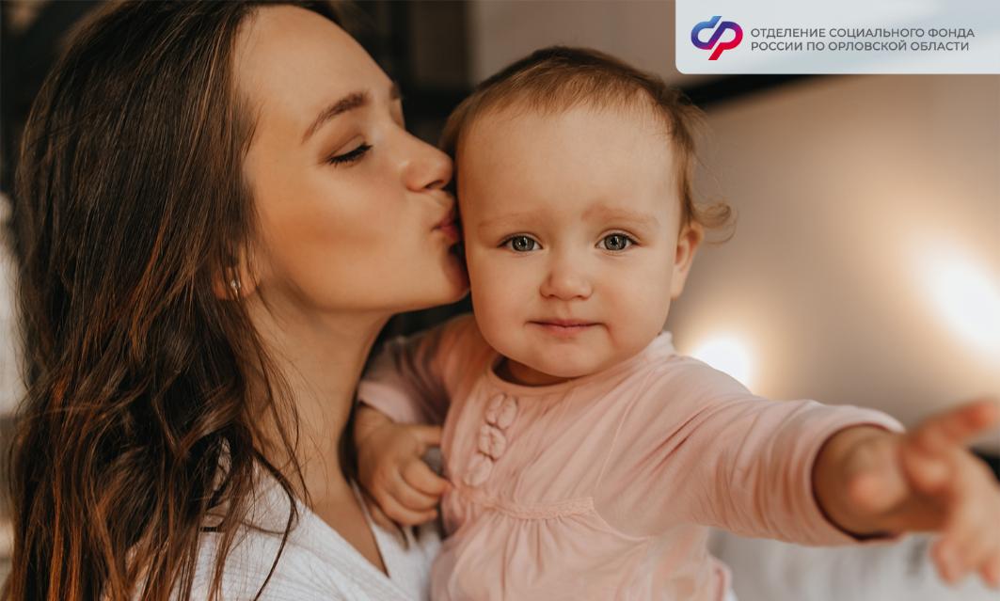 ОТДЕЛЕНИЕ СОЦИАЛЬНОГО ФОНДА
РОССИИ ПО ОРЛОВСКОЙ ОБЛАСТИ